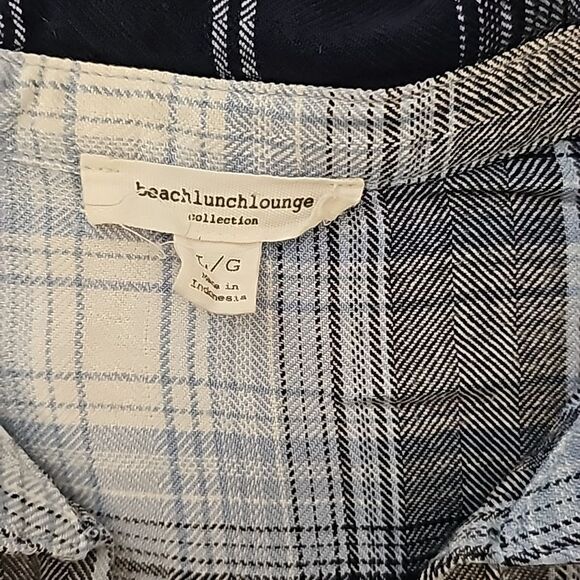 beachlunchlounge
collection
L/G
Made in
Indonesia